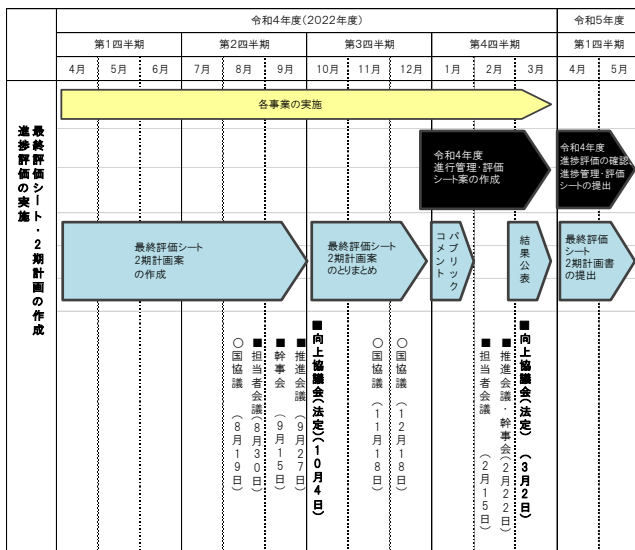 令和4年度(2022年度)
令和5年度
第1四半期
第2四半期
第3四半期
第4四半期
第1四半期
4月
5月
6月
7月
8月
9月
10月
11月
12月
1月
2月
3月
4月
5月
最終評価シート・2期計画の作成
進捗評価の実施
各事業の実施
令和4年度
進行管理・評価
シート案の作成
令和4年度
進捗評価の確認
進捗管理・評価
シートの提出
最終評価シート
2期計画案
の作成
最終評価シート
2期計画案
のとりまとめ
パブリック
コメント
結果公表
最終評価
シート
2期計画書
の提出
○国協議 (8月19日)
■担当者会議(8月30日)
■幹事会 (9月15日)
■推進会議(9月27日)
■向上協議会(法定)(10月4日)
○国協議 (11月18日)
○国協議 (12月18日)
■担当者会議 (2月15日)
■推進会議・幹事会(2月22日)
■向上協議会(法定) (3月2日)